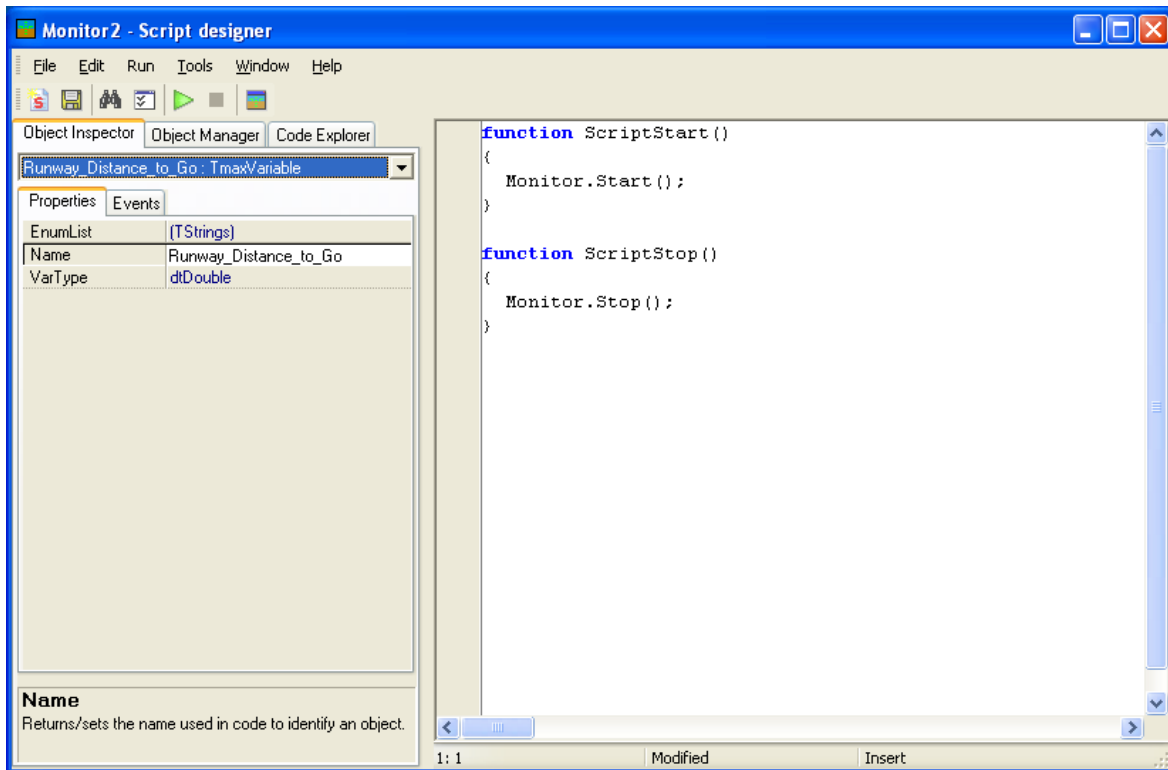 Monitor2 - Script designer
File Edit Run Tools Window Help
Object Inspector Object Manager Code Explorer
Runway_Distance_to_Go : TmaxVariable
Properties Events
EnumList (TStrings)
Name Runway_Distance_to_Go
VarType dtDouble
Name
Returns/sets the name used in code to identify an object.
function ScriptStart()
{
Monitor.Start();
}
function ScriptStop()
{
Monitor.Stop();
}
1: 1 Modified Insert